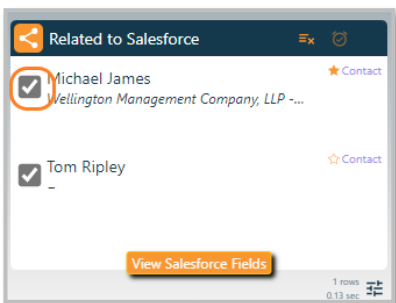 Related to Salesforce
Michael James
Contact
Wellington Management Company, LLP -...
Tom Ripley
Contact
–
View Salesforce Fields
1 rows
0.13 sec